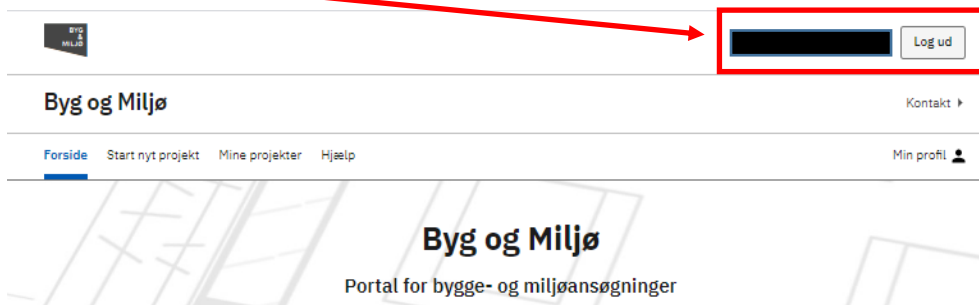 BYG
&
MILJØ
Log ud
Byg og Miljø
Kontakt
Forside Start nyt projekt Mine projekter Hjælp
Min profil
Byg og Miljø
Portal for bygge- og miljøansøgninger